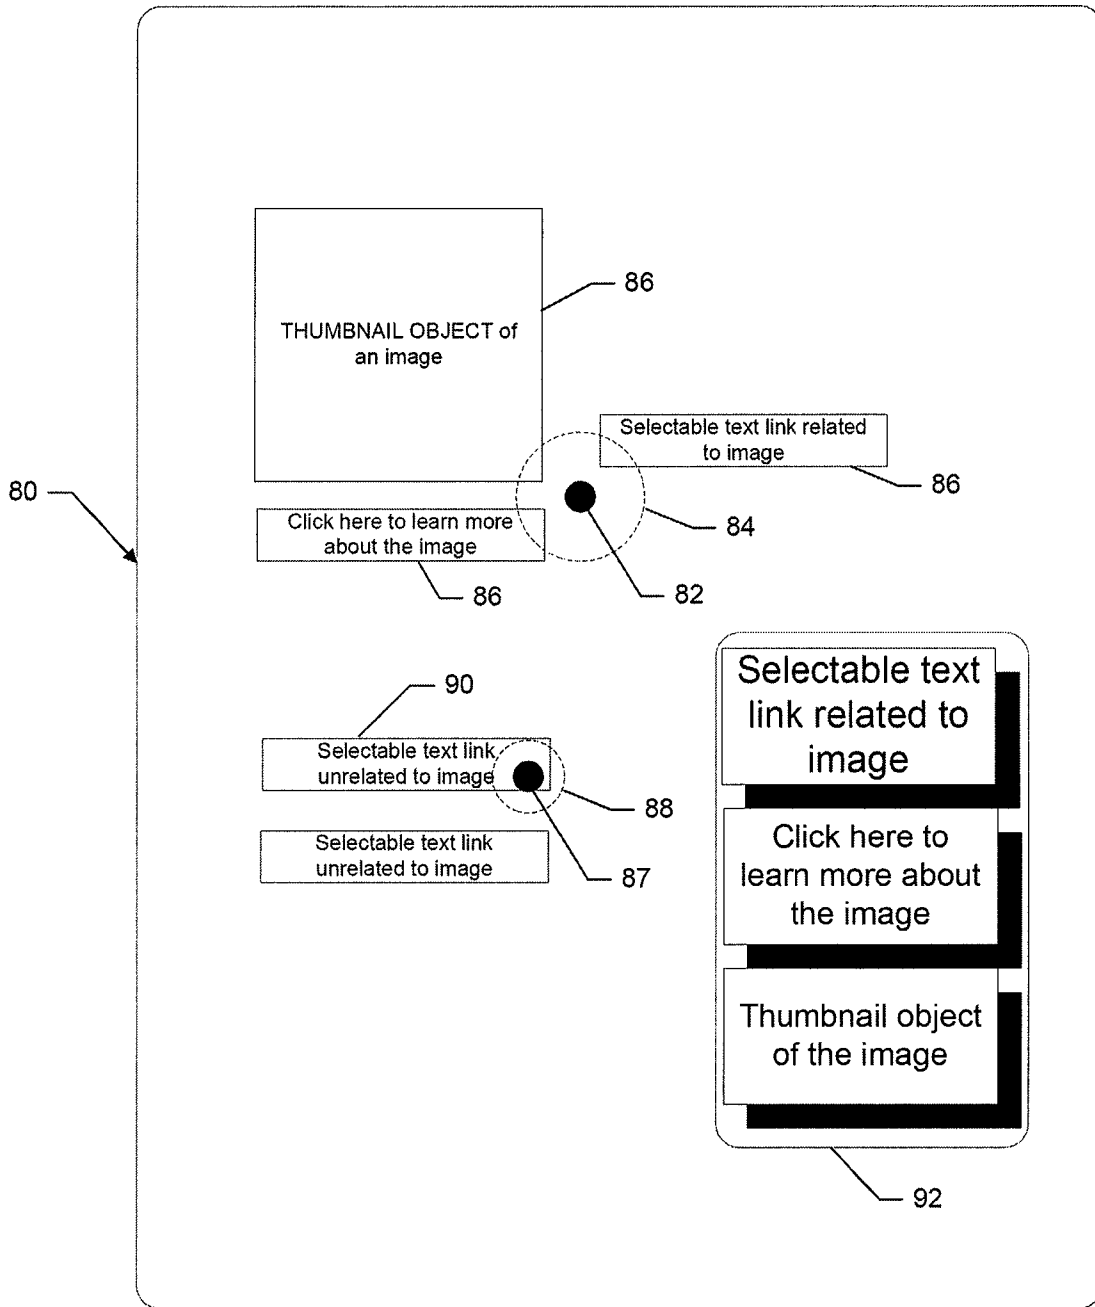 86
THUMBNAIL OBJECT of
an image
Selectable text link related
to image
86
80
84
Click here to learn more
about the image
86
82
Selectable text
link related to
image
90
Selectable text link
unrelated to image
88
Selectable text link
unrelated to image
87
Click here to
learn more about
the image
Thumbnail object
of the image
92